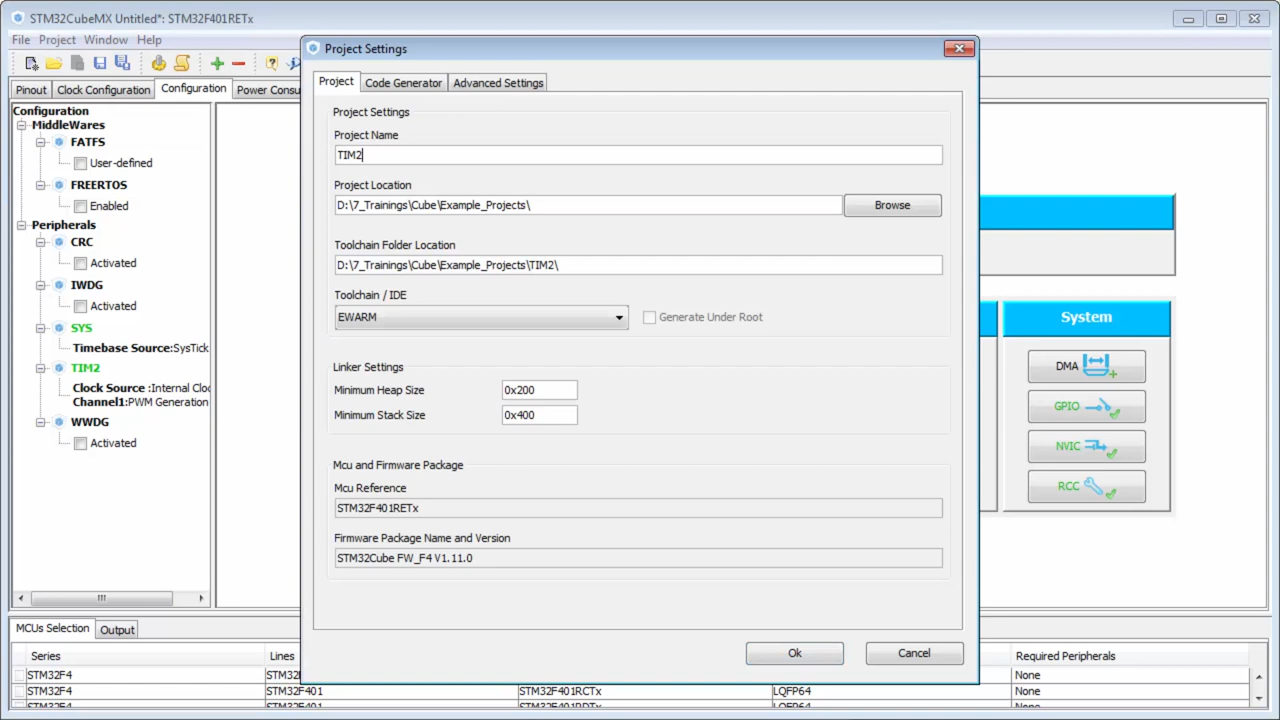 STM32CubeMX Untitled*: STM32F401RETx
File Project Window Help
Pinout Clock Configuration Configuration Power Consu
Configuration
MiddleWares
FATFS
User-defined
FREERTOS
Enabled
Peripherals
CRC
Activated
IWDG
Activated
SYS
Timebase Source:SysTick
TIM2
Clock Source :Internal Cloc
Channel1:PWM Generation
WWDG
Activated
Project Settings
Project Code Generator Advanced Settings
Project Settings
Project Name
TIM2
Project Location
D:\7_Trainings\Cube\Example_Projects\ Browse
Toolchain Folder Location
D:\7_Trainings\Cube\Example_Projects\TIM2\
Toolchain / IDE
EWARM Generate Under Root
Linker Settings
Minimum Heap Size 0x200
Minimum Stack Size 0x400
Mcu and Firmware Package
Mcu Reference
STM32F401RETx
Firmware Package Name and Version
STM32Cube FW_F4 V1.11.0
Ok Cancel
System
DMA
GPIO
NVIC
RCC
MCUs Selection Output
Series Lines Required Peripherals
STM32F4 None
STM32F4 STM32F401 STM32F401RCTx LQFP64 None
STM32F4 STM32F401 STM32F401RDTx LQFP64 None